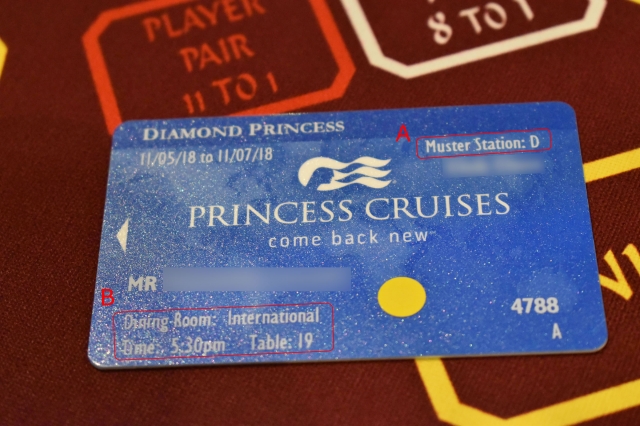 PLAYER
PAIR
11 TO 1
8 TO 1
DIAMOND PRINCESS
11/05/18 to 11/07/18
A
Muster Station: D
PRINCESS CRUISES
come back new
MR
B
Dining Room: International
Time: 5:30pm Table: 19
4788
A